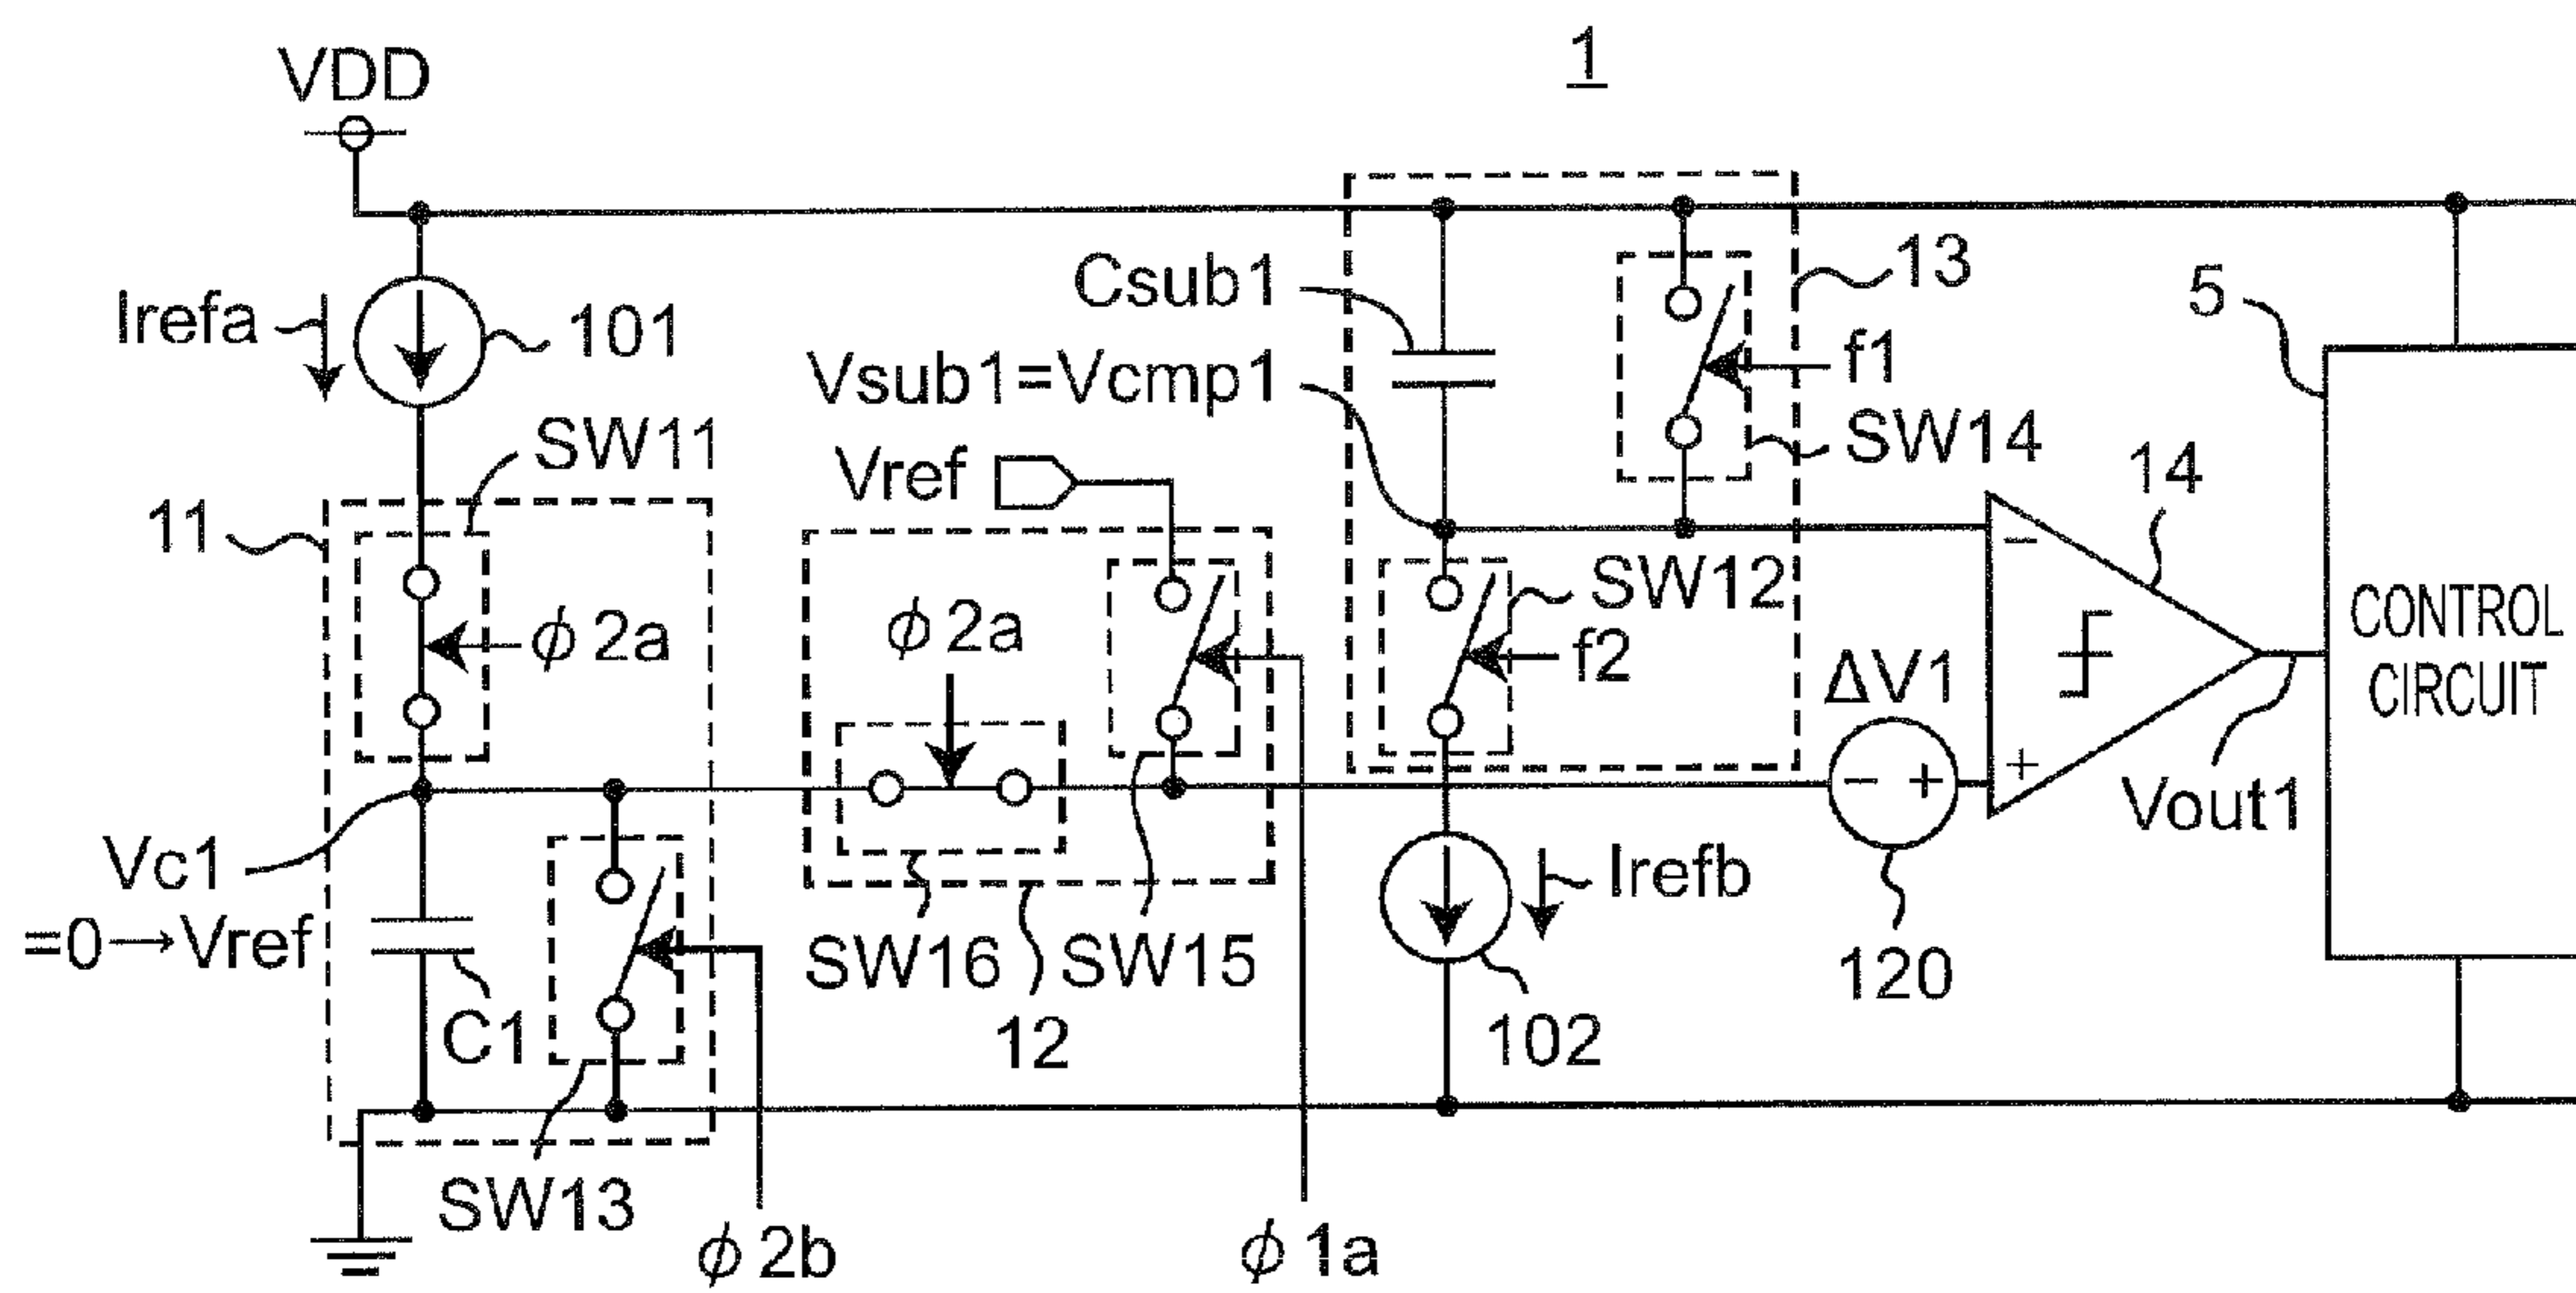 1
VDD
Irefa
101
Csub1
13
f1
5
Vsub1=Vcmp1
SW11
Vref
SW14
14
11
φ2a
φ2a
SW12
f2
ΔV1
−
+
CONTROL
CIRCUIT
− +
Vout1
Vc1
=0→Vref
C1
SW16
SW15
Irefb
120
12
102
SW13
φ2b
φ1a